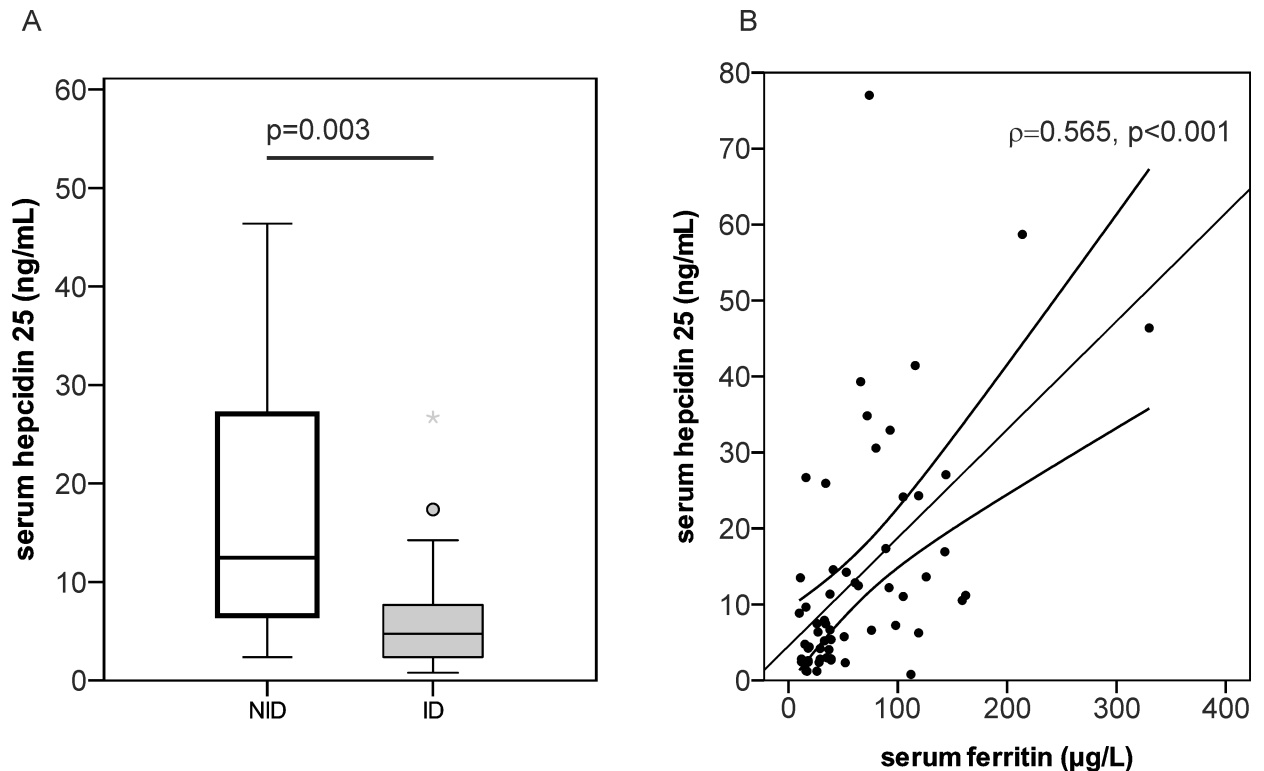 A
serum hepcidin 25 (ng/mL)
60
50
40
30
20
10
0
p=0.003
*
NID
ID
B
serum hepcidin 25 (ng/mL)
80
70
60
50
40
30
20
10
0
ρ=0.565, p<0.001
0
100
200
300
400
serum ferritin (µg/L)